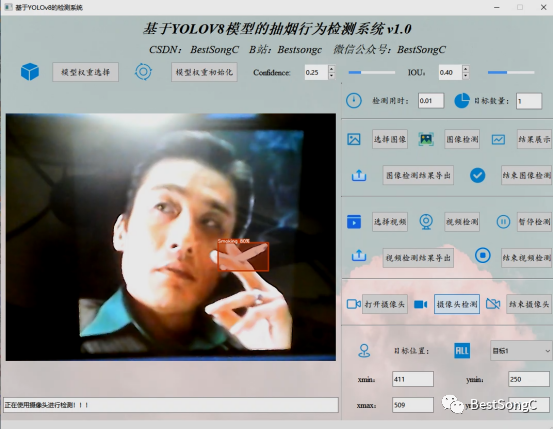 基于YOLOv8的检测系统
基于YOLOV8模型的抽烟行为检测系统 v1.0
CSDN： BestSongC B站：Bestsongc 微信公众号：BestSongC
模型权重选择 模型权重初始化 Confidence: 0.25 IOU： 0.40
检测用时： 0.01 目标数量： 1
选择图像 图像检测 结果展示
图像检测结果导出 结束图像检测
选择视频 视频检测 暂停检测
视频检测结果导出 结束视频检测
打开摄像头 摄像头检测 结束摄像头
Smoking 80%
目标位置： ALL 目标1
xmin： 411 ymin： 250
xmax： 509
BestSongC
正在使用摄像头进行检测！！！